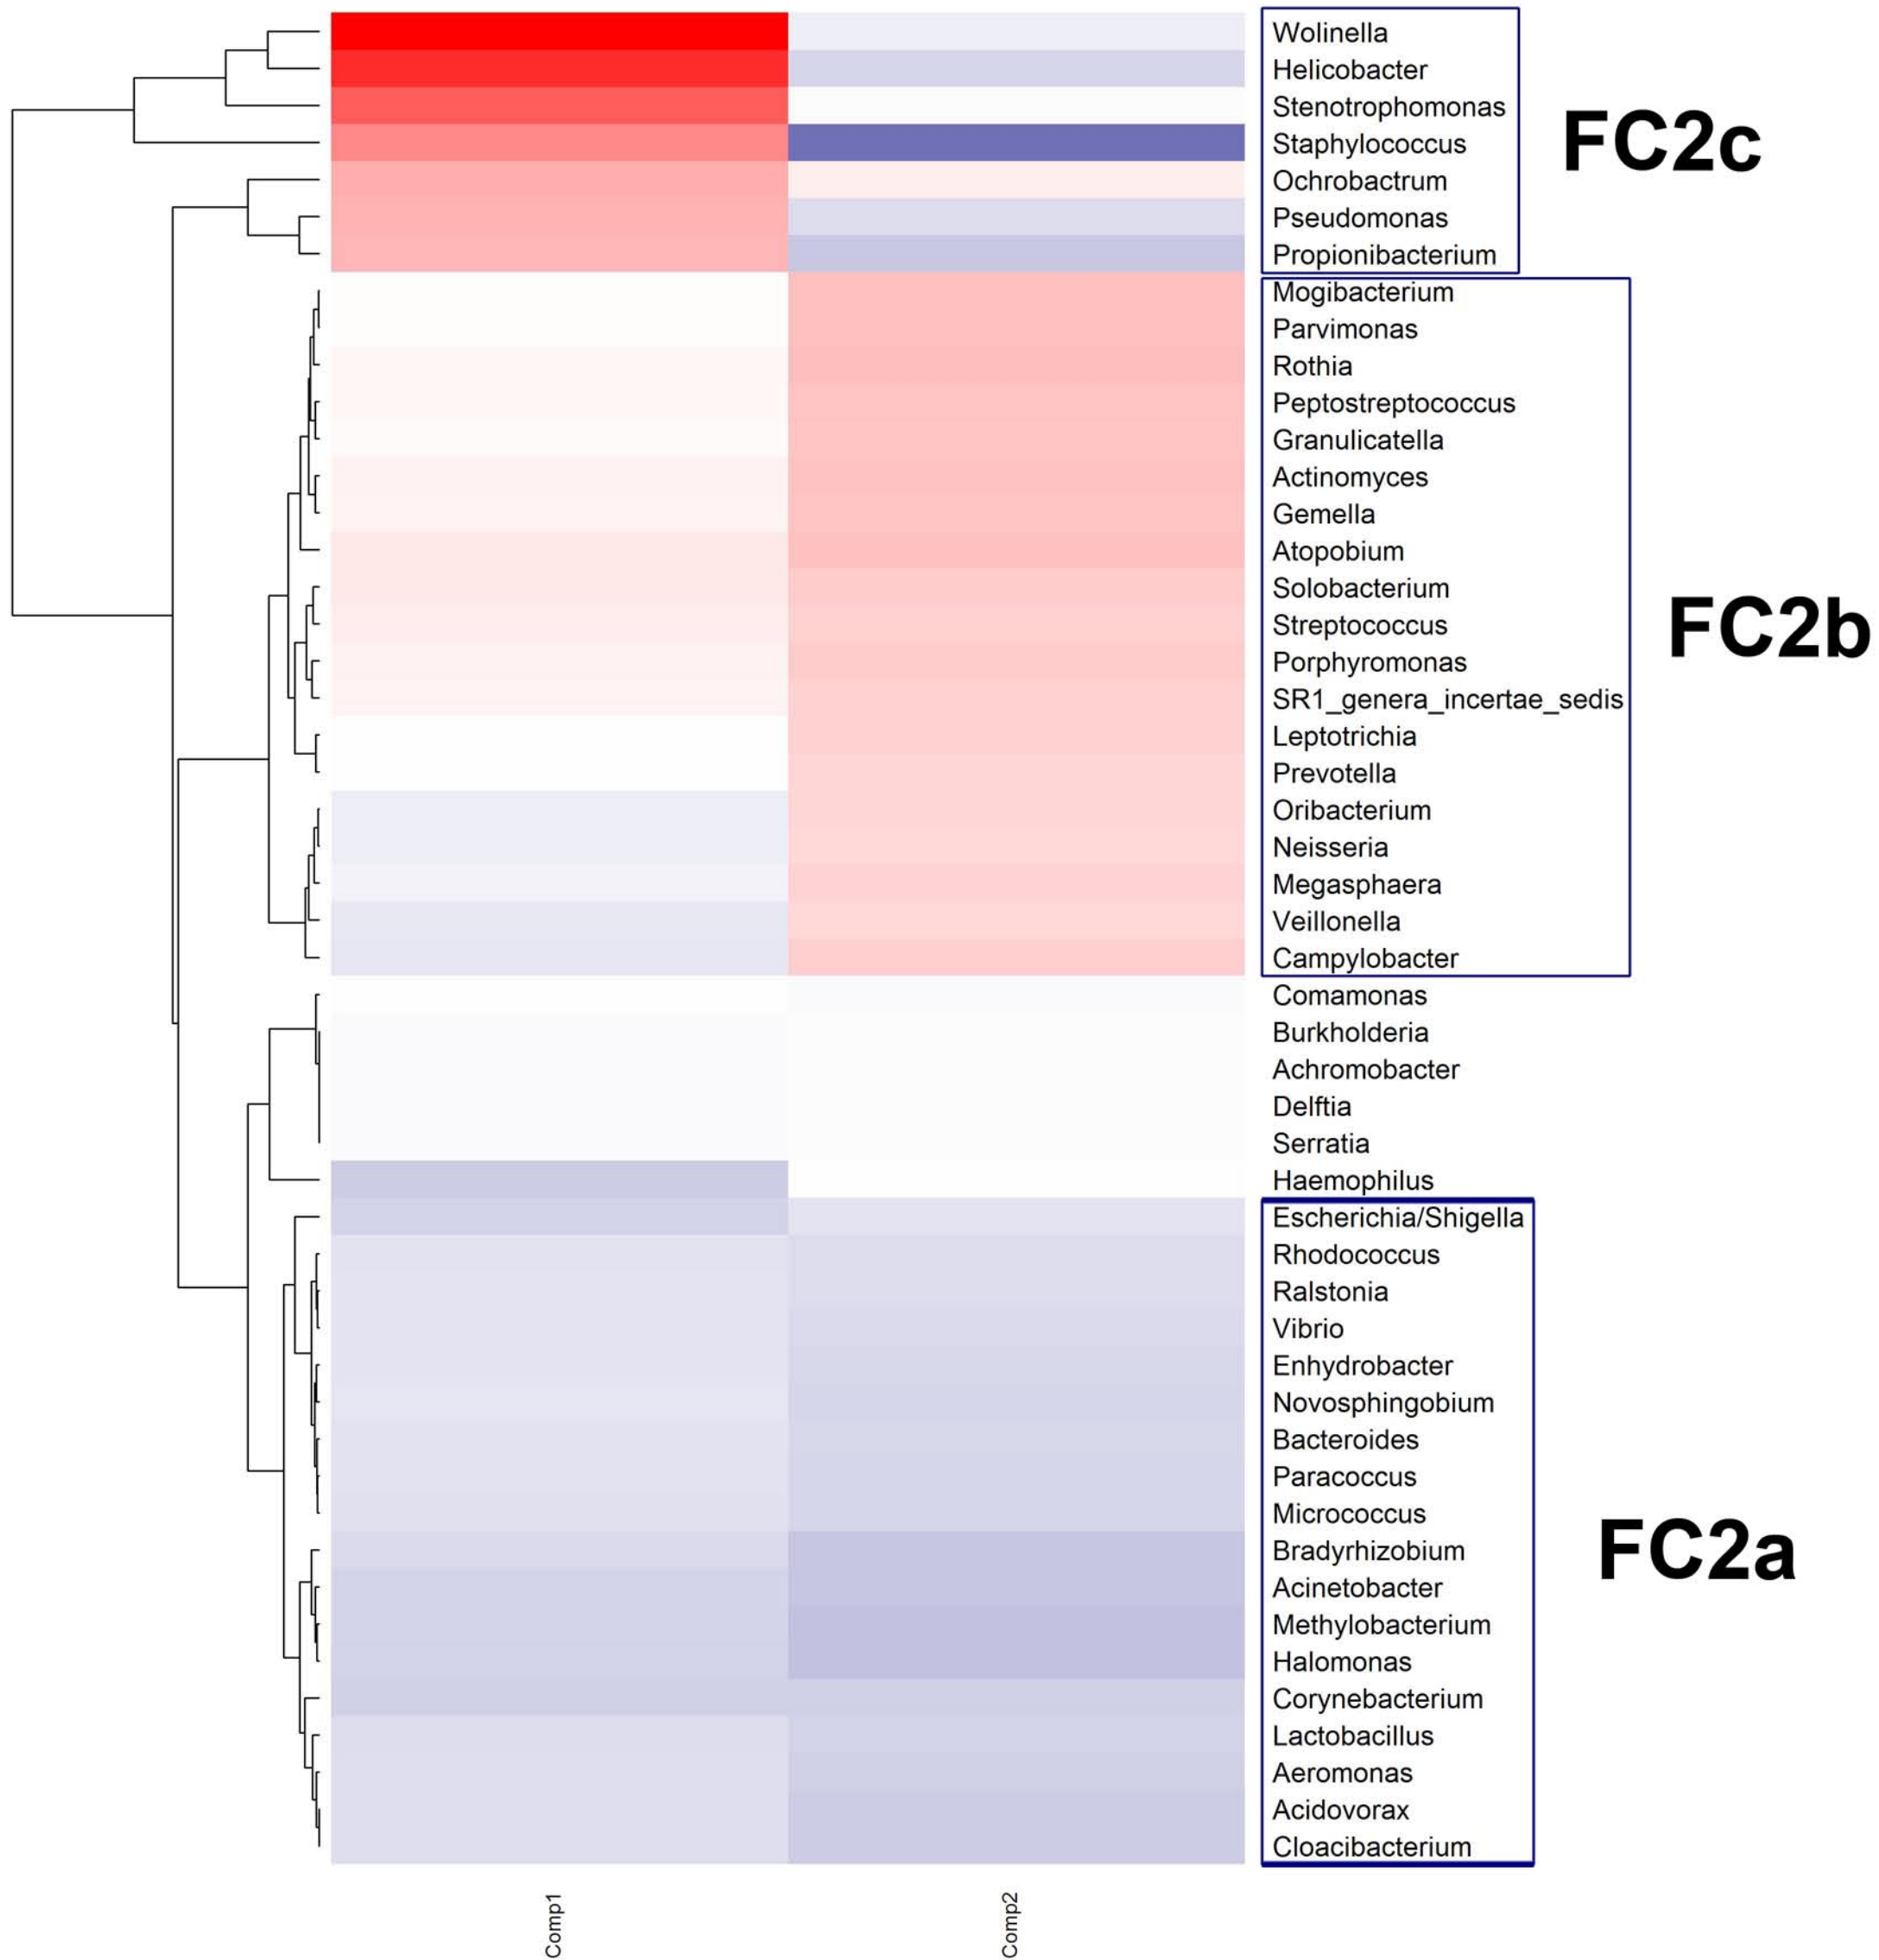 Wolinella
Helicobacter
Stenotrophomonas
Staphylococcus
Ochrobactrum
Pseudomonas
Propionibacterium
FC2c
Mogibacterium
Parvimonas
Rothia
Peptostreptococcus
Granulicatella
Actinomyces
Gemella
Atopobium
Solobacterium
Streptococcus
Porphyromonas
SR1_genera_incertae_sedis
Leptotrichia
Prevotella
Oribacterium
Neisseria
Megasphaera
Veillonella
Campylobacter
FC2b
Comamonas
Burkholderia
Achromobacter
Delftia
Serratia
Haemophilus
Escherichia/Shigella
Rhodococcus
Ralstonia
Vibrio
Enhydrobacter
Novosphingobium
Bacteroides
Paracoccus
Micrococcus
Bradyrhizobium
Acinetobacter
Methylobacterium
Halomonas
Corynebacterium
Lactobacillus
Aeromonas
Acidovorax
Cloacibacterium
FC2a
Comp1
Comp2